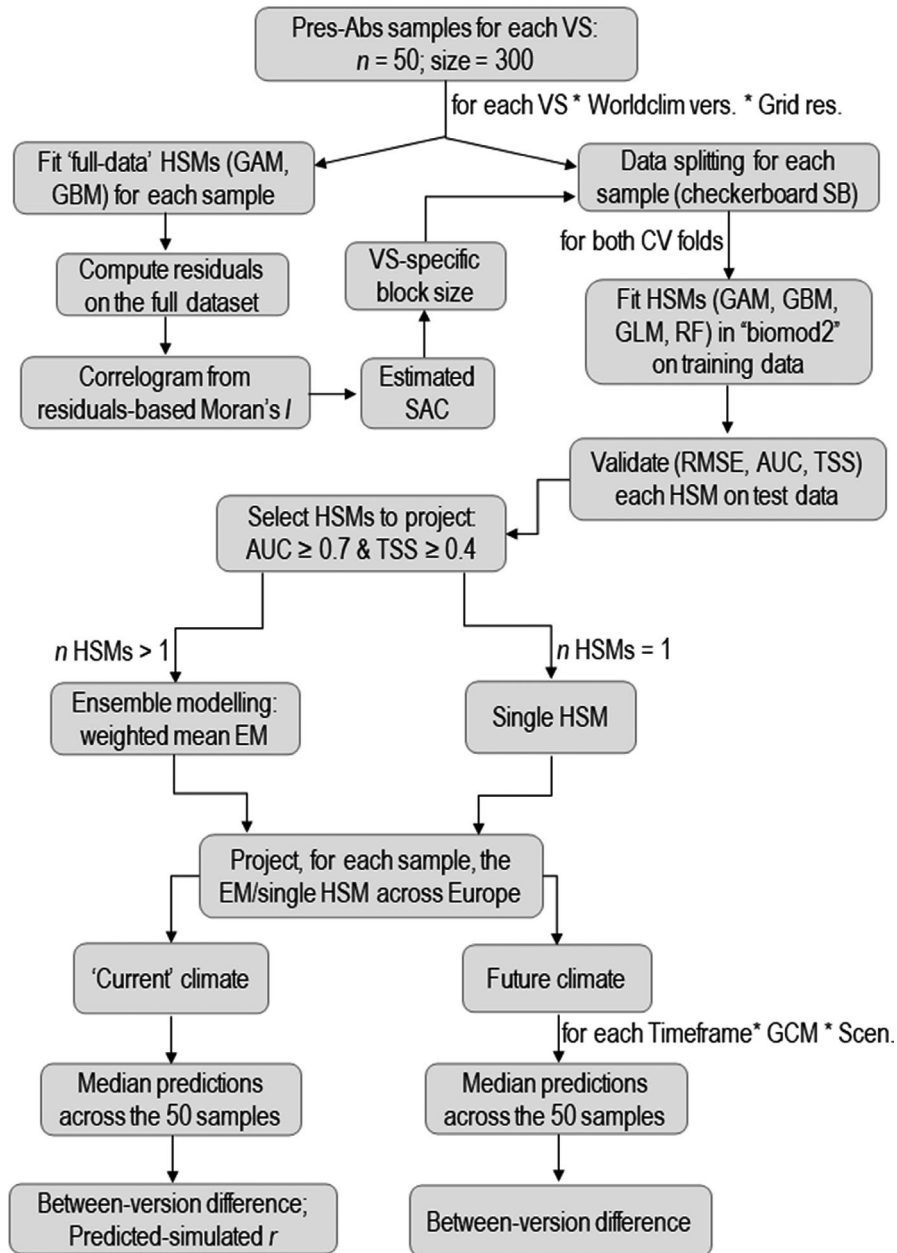 Pres-Abs samples for each VS:
n = 50; size = 300
for each VS * Worldclim vers. * Grid res.
Fit ‘full-data’ HSMs (GAM,
GBM) for each sample
Data splitting for each
sample (checkerboard SB)
for both CV folds
Compute residuals
on the full dataset
VS-specific
block size
Fit HSMs (GAM, GBM,
GLM, RF) in “biomod2”
on training data
Correlogram from
residuals-based Moran’s I
Estimated
SAC
Validate (RMSE, AUC, TSS)
each HSM on test data
Select HSMs to project:
AUC ≥ 0.7 & TSS ≥ 0.4
n HSMs > 1
n HSMs = 1
Ensemble modelling:
weighted mean EM
Single HSM
Project, for each sample, the
EM/single HSM across Europe
‘Current’ climate
Future climate
for each Timeframe* GCM * Scen.
Median predictions
across the 50 samples
Median predictions
across the 50 samples
Between-version difference;
Predicted-simulated r
Between-version difference